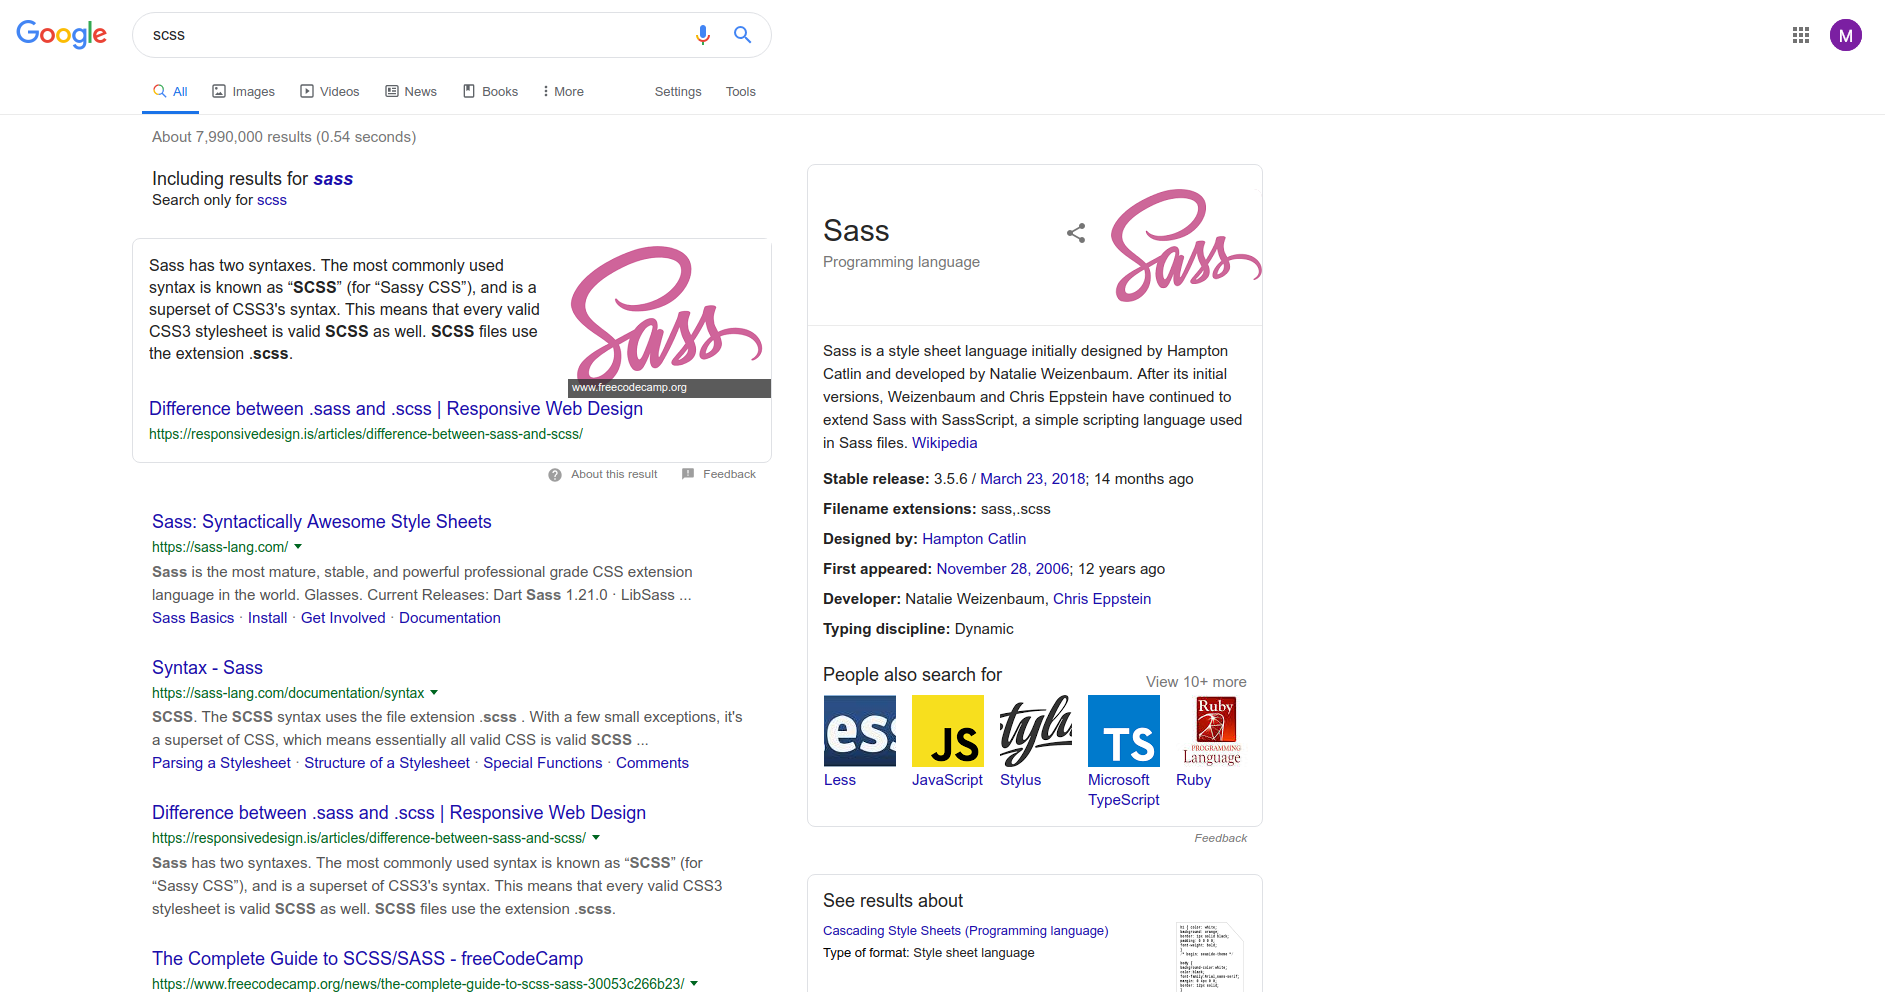 Google
scss
M
All Images Videos News Books More Settings Tools
About 7,990,000 results (0.54 seconds)
Including results for sass
Search only for scss
Sass has two syntaxes. The most commonly used
syntax is known as “SCSS” (for “Sassy CSS”), and is a
superset of CSS3's syntax. This means that every valid
CSS3 stylesheet is valid SCSS as well. SCSS files use
the extension .scss.
Sass
www.freecodecamp.org
Difference between .sass and .scss | Responsive Web Design
https://responsivedesign.is/articles/difference-between-sass-and-scss/
About this result Feedback
Sass: Syntactically Awesome Style Sheets
https://sass-lang.com/
Sass is the most mature, stable, and powerful professional grade CSS extension
language in the world. Glasses. Current Releases: Dart Sass 1.21.0 · LibSass ...
Sass Basics · Install · Get Involved · Documentation
Syntax - Sass
https://sass-lang.com/documentation/syntax
SCSS. The SCSS syntax uses the file extension .scss . With a few small exceptions, it's
a superset of CSS, which means essentially all valid CSS is valid SCSS ...
Parsing a Stylesheet · Structure of a Stylesheet · Special Functions · Comments
Difference between .sass and .scss | Responsive Web Design
https://responsivedesign.is/articles/difference-between-sass-and-scss/
Sass has two syntaxes. The most commonly used syntax is known as “SCSS” (for
“Sassy CSS”), and is a superset of CSS3's syntax. This means that every valid CSS3
stylesheet is valid SCSS as well. SCSS files use the extension .scss.
The Complete Guide to SCSS/SASS - freeCodeCamp
https://www.freecodecamp.org/news/the-complete-guide-to-scss-sass-30053c266b23/
Sass
Programming language
Sass
Sass is a style sheet language initially designed by Hampton
Catlin and developed by Natalie Weizenbaum. After its initial
versions, Weizenbaum and Chris Eppstein have continued to
extend Sass with SassScript, a simple scripting language used
in Sass files. Wikipedia
Stable release: 3.5.6 / March 23, 2018; 14 months ago
Filename extensions: sass,.scss
Designed by: Hampton Catlin
First appeared: November 28, 2006; 12 years ago
Developer: Natalie Weizenbaum, Chris Eppstein
Typing discipline: Dynamic
People also search for
View 10+ more
ess
JS
stylu
TS
Ruby
PROGRAMMING
Language
Less JavaScript Stylus Microsoft Ruby
TypeScript
Feedback
See results about
Cascading Style Sheets (Programming language)
Type of format: Style sheet language